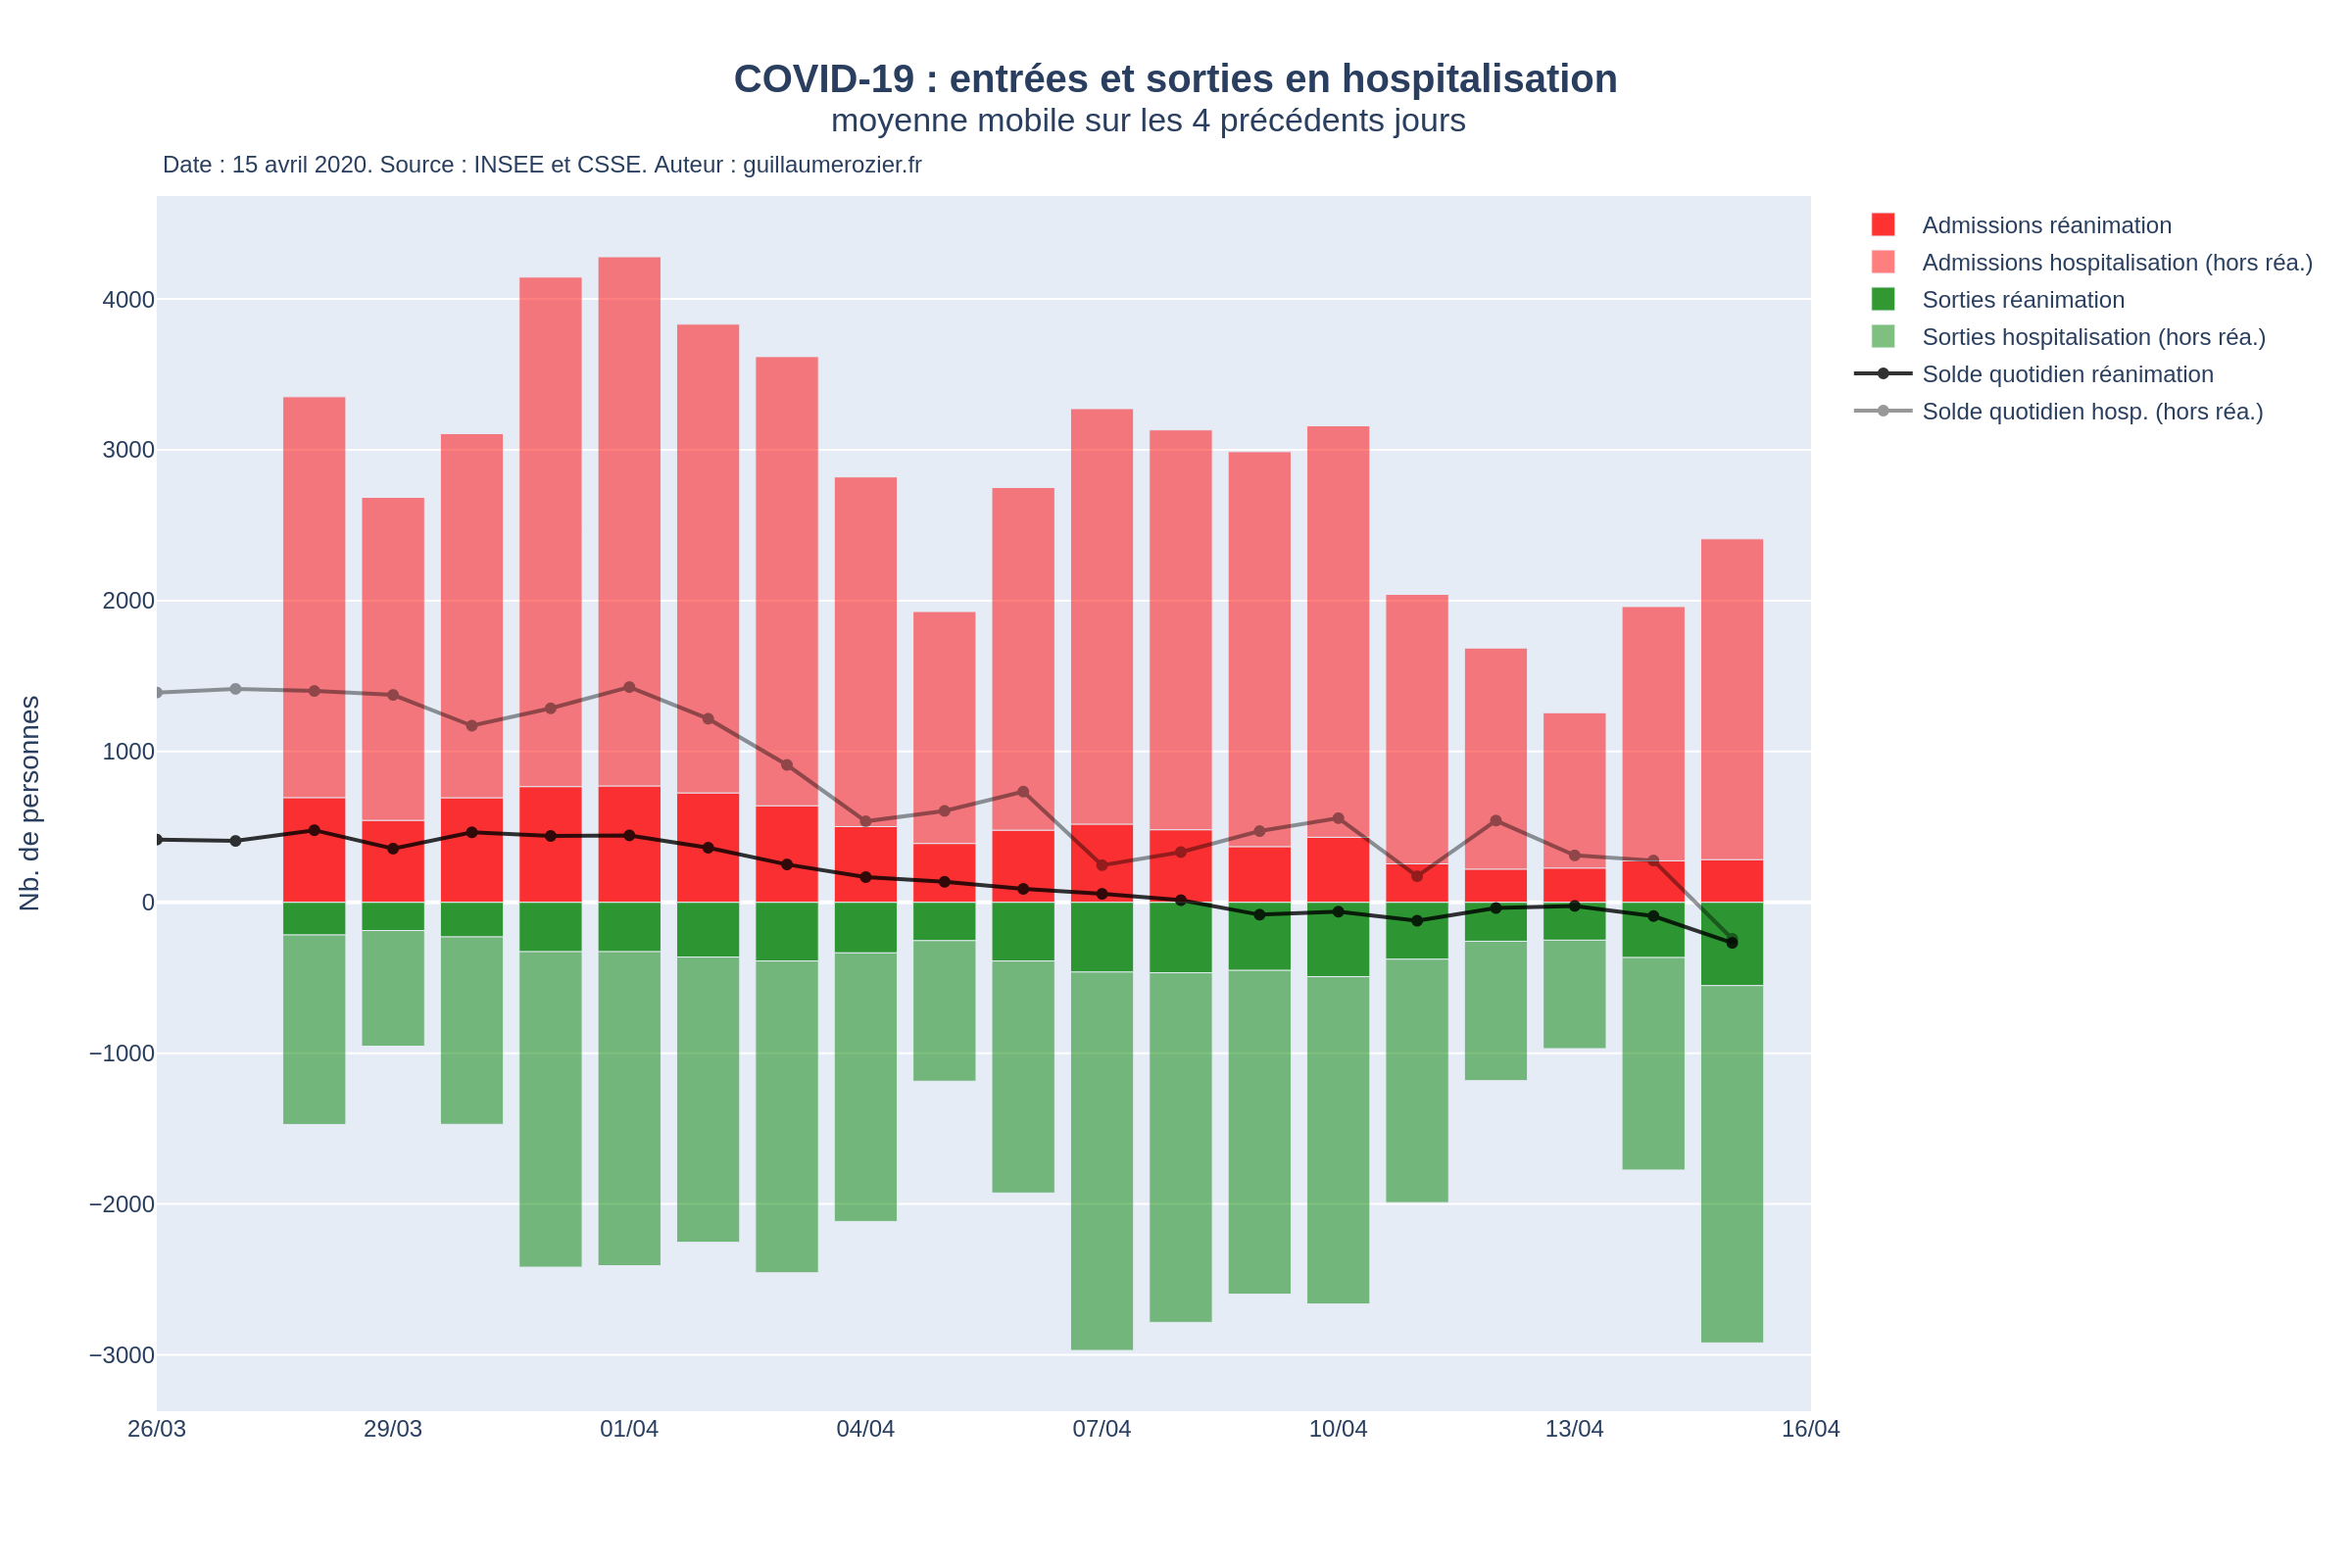 COVID-19 : entrées et sorties en hospitalisation
moyenne mobile sur les 4 précédents jours
Date : 15 avril 2020. Source : INSEE et CSSE. Auteur : guillaumerozier.fr
Admissions réanimation
Admissions hospitalisation (hors réa.)
Sorties réanimation
Sorties hospitalisation (hors réa.)
Solde quotidien réanimation
Solde quotidien hosp. (hors réa.)
Nb. de personnes
4000
3000
2000
1000
0
−1000
−2000
−3000
26/03 29/03 01/04 04/04 07/04 10/04 13/04 16/04